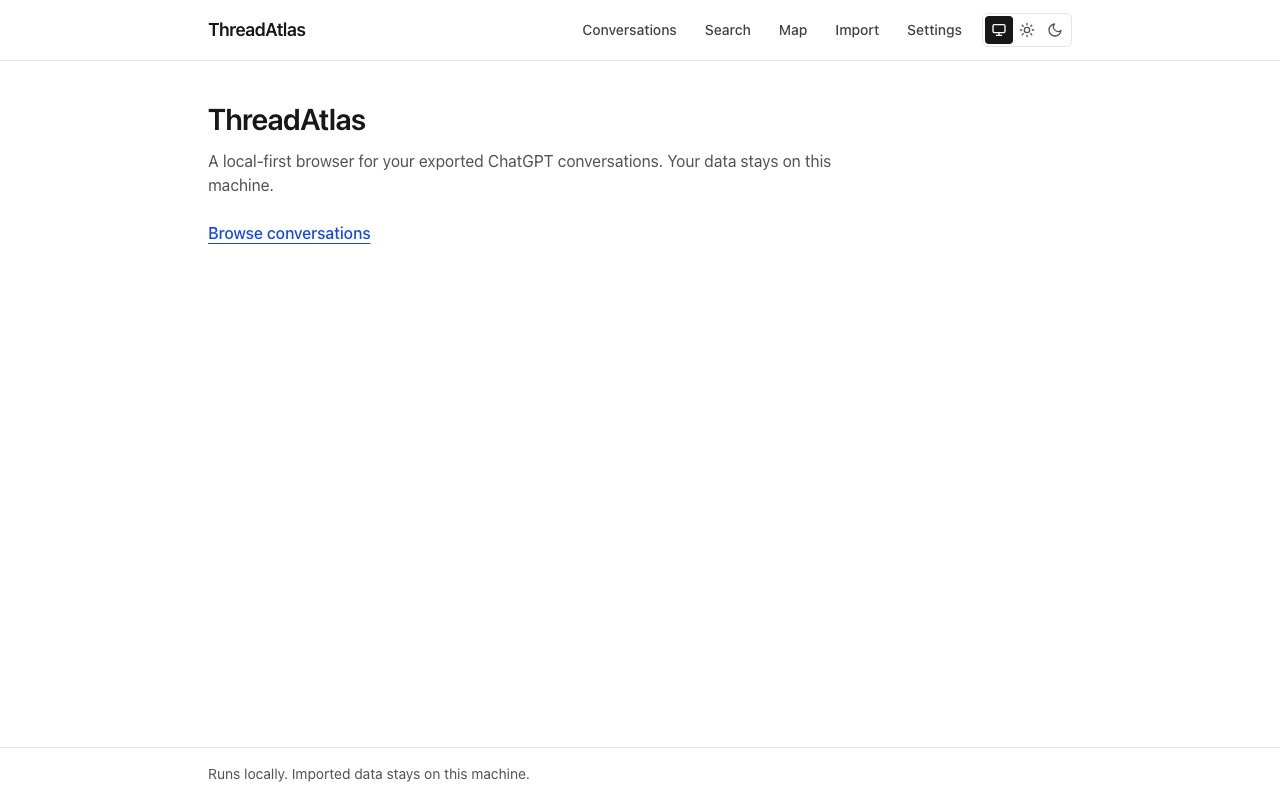 ThreadAtlas
Conversations
Search
Map
Import
Settings
ThreadAtlas
A local-first browser for your exported ChatGPT conversations. Your data stays on this
machine.
Browse conversations
Runs locally. Imported data stays on this machine.